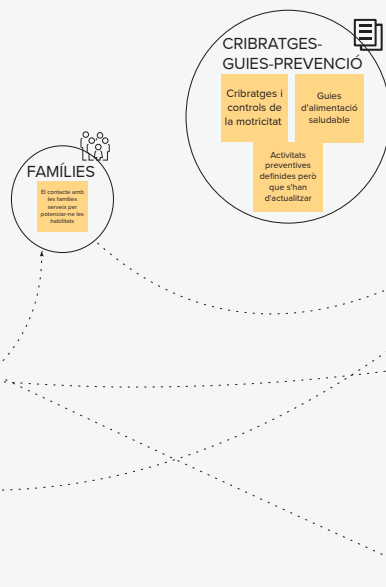 CRIBRATGES-
GUIES-PREVENCIÓ
Cribratges i
controls de
la motricitat
Guies
d'alimentació
saludable
Activitats
preventives
definides però
que s'han
d'actualitzar
FAMÍLIES
El contacte amb
les famílies
serveix per
potenciar-ne les
habilitats